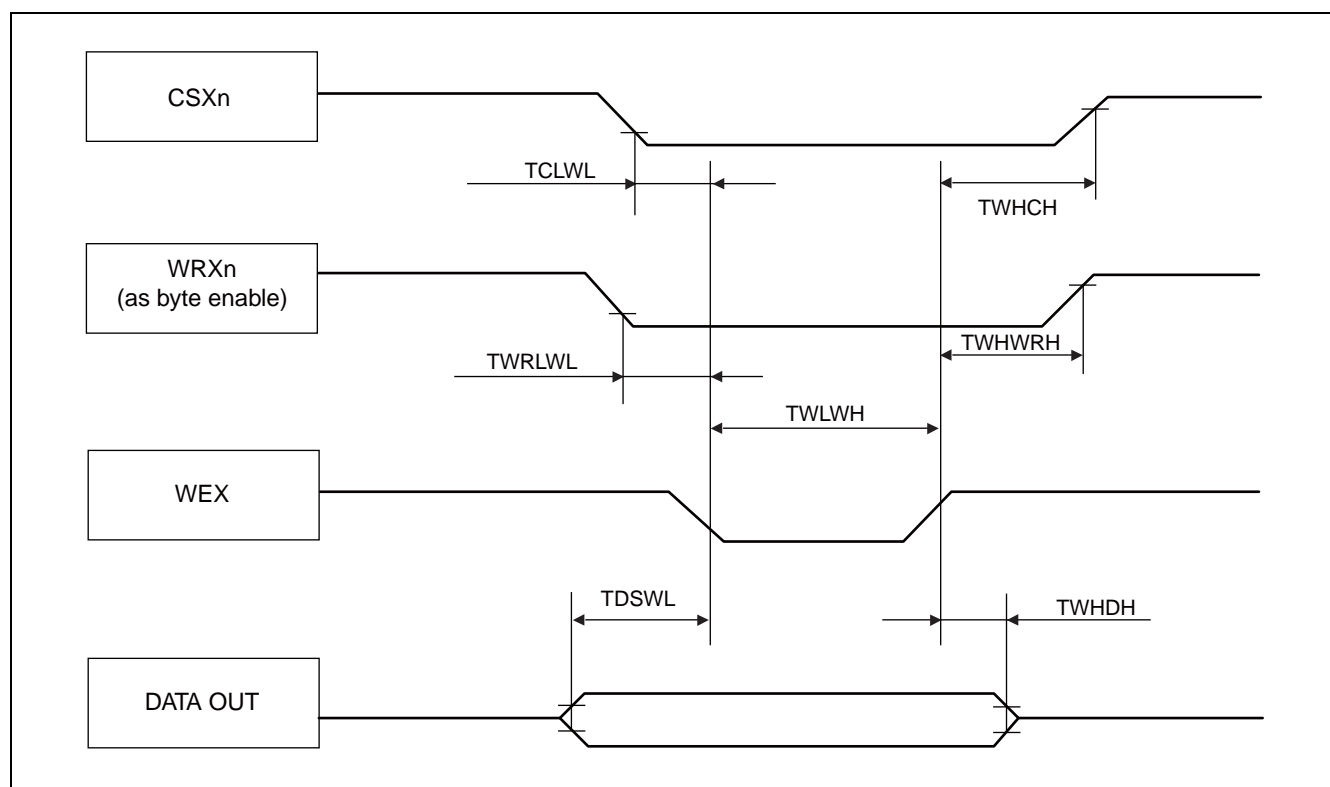 CSXn
TCLWL
TWHCH
WRXn
(as byte enable)
TWRLWL
TWHWRH
TWLWH
WEX
TDSWL
TWHDH
DATA OUT